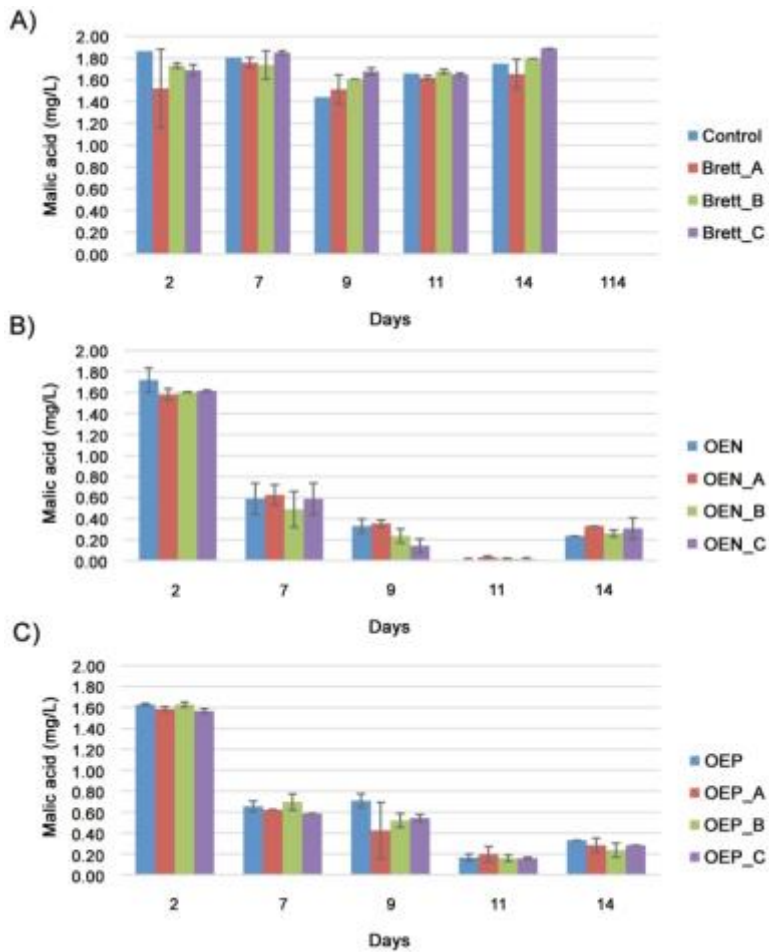 A)
Malic acid (mg/L)
2.00
1.80
1.60
1.40
1.20
1.00
0.80
0.60
0.40
0.20
0.00
2 7 9 11 14 114
Days
Control
Brett_A
Brett_B
Brett_C
B)
Malic acid (mg/L)
2.00
1.80
1.60
1.40
1.20
1.00
0.80
0.60
0.40
0.20
0.00
2 7 9 11 14
Days
OEN
OEN_A
OEN_B
OEN_C
C)
Malic acid (mg/L)
2.00
1.80
1.60
1.40
1.20
1.00
0.80
0.60
0.40
0.20
0.00
2 7 9 11 14
Days
OEP
OEP_A
OEP_B
OEP_C